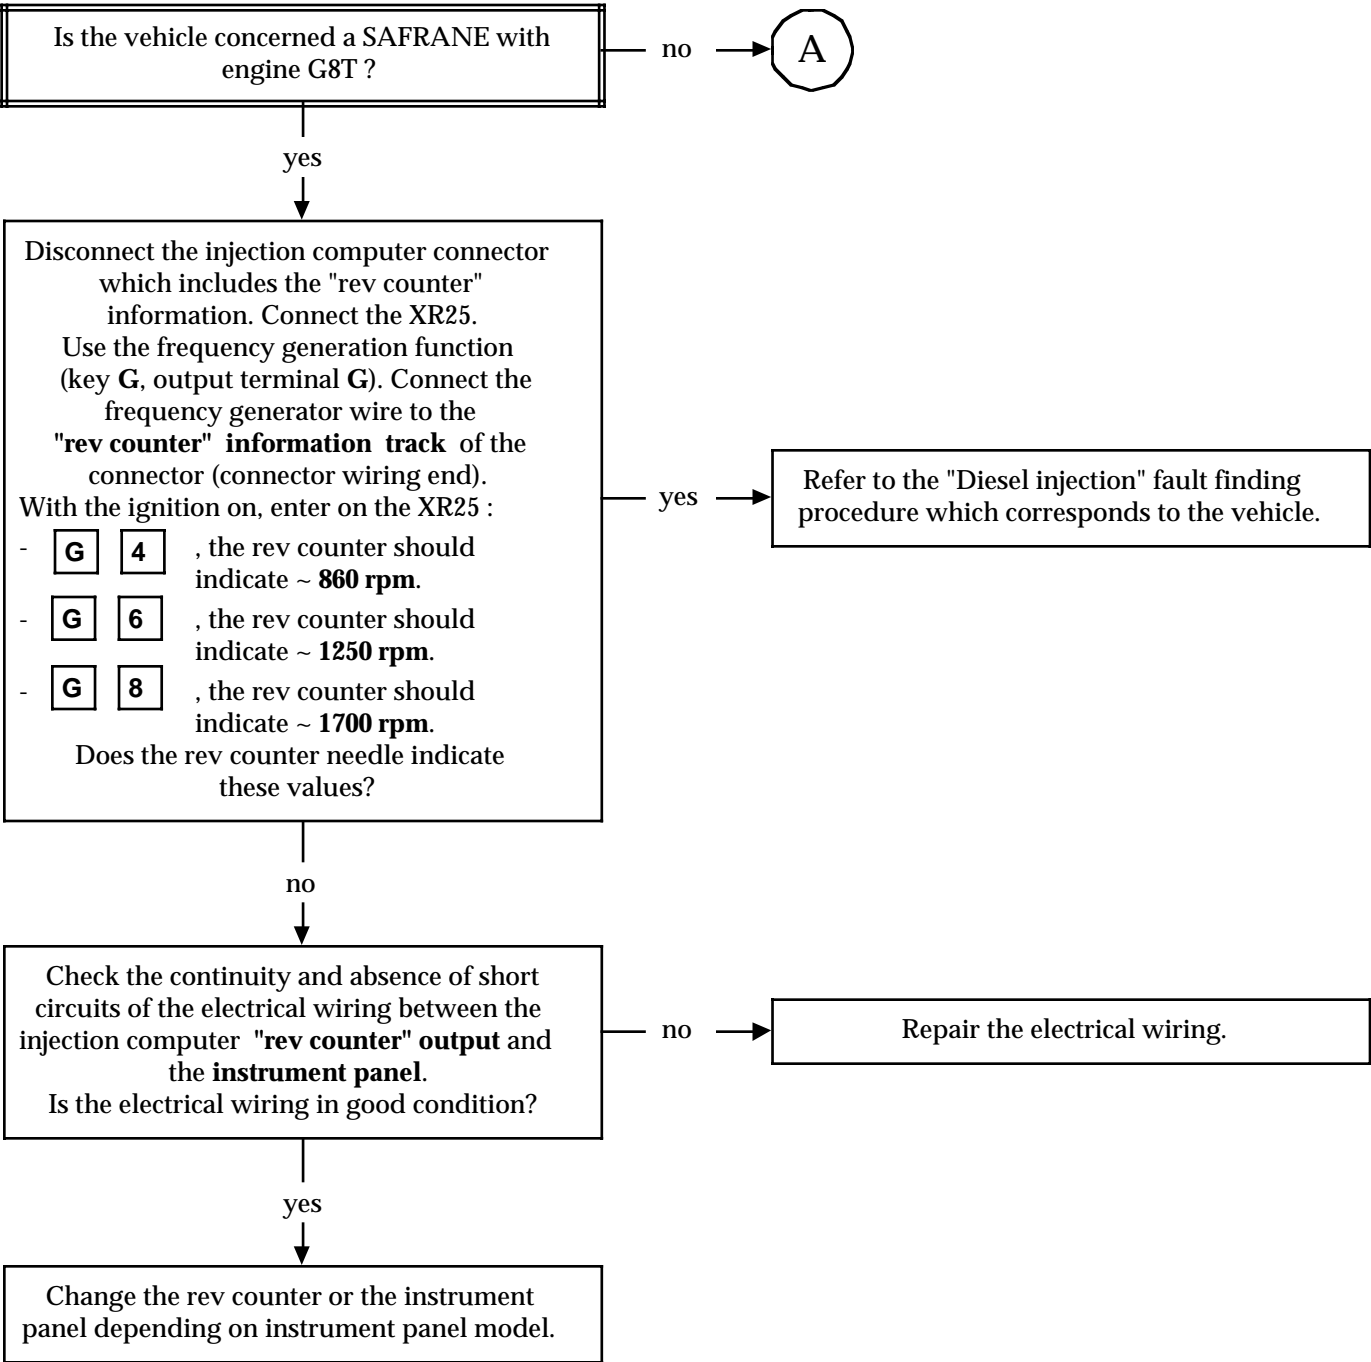 Is the vehicle concerned a SAFRANE with
engine G8T ?
no
A
yes
Disconnect the injection computer connector
which includes the "rev counter"
information. Connect the XR25.
Use the frequency generation function
(key G, output terminal G). Connect the
frequency generator wire to the
"rev counter" information track of the
connector (connector wiring end).
With the ignition on, enter on the XR25 :
- G 4 , the rev counter should
indicate ~ 860 rpm.
- G 6 , the rev counter should
indicate ~ 1250 rpm.
- G 8 , the rev counter should
indicate ~ 1700 rpm.
Does the rev counter needle indicate
these values?
yes
Refer to the "Diesel injection" fault finding
procedure which corresponds to the vehicle.
no
Check the continuity and absence of short
circuits of the electrical wiring between the
injection computer "rev counter" output and
the instrument panel.
Is the electrical wiring in good condition?
no
Repair the electrical wiring.
yes
Change the rev counter or the instrument
panel depending on instrument panel model.